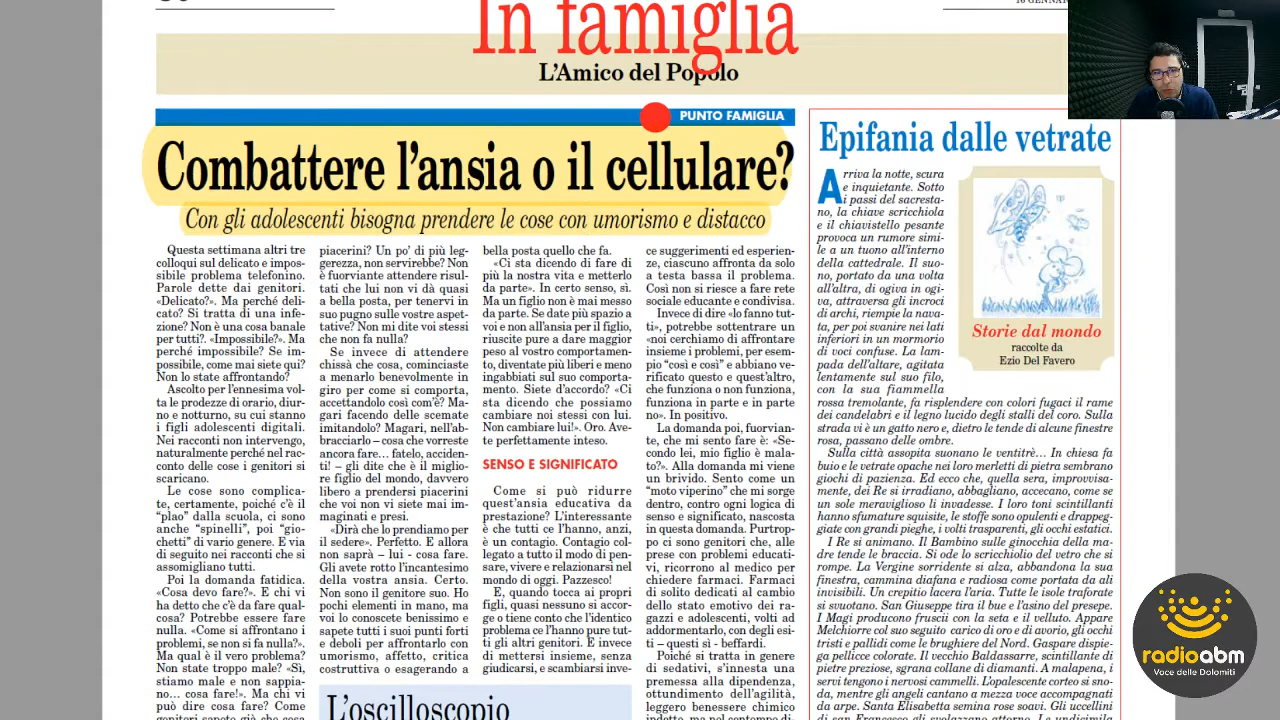 16 GENNAR
In famiglia
L'Amico del Popolo
PUNTO FAMIGLIA
Combattere l'ansia o il cellulare?
Con gli adolescenti bisogna prendere le cose con umorismo e distacco
Questa settimana altri tre
colloqui sul delicato e impos-
sibile problema telefonino.
Parole dette dai genitori.
«Delicato?». Ma perché deli-
cato? Si tratta di una infe-
zione? Non è una cosa banale
per tutti?. «Impossibile?». Ma
perché impossibile? Se im-
possibile, come mai siete qui?
Non lo state affrontando?
Ascolto per l'ennesima vol-
ta le prodezze di orario, diur-
no e notturno, su cui stanno
i figli adolescenti digitali.
Nei racconti non intervengo,
naturalmente perché nel rac-
conto delle cose i genitori si
scaricano.
Le cose sono complica-
te, certamente, poiché c'è il
"plao" dalla scuola, ci sono
anche "spinelli", poi "gio-
chetti" di vario genere. E via
di seguito nei racconti che si
assomigliano tutti.
Poi la domanda fatidica.
«Cosa devo fare?». E chi vi
ha detto che c'è da fare qual-
cosa? Potrebbe essere fare
nulla. «Come si affrontano i
problemi, se non si fa nulla?».
Ma qual è il vero problema?
Non state troppo male? «Sì,
stiamo male e non sappia-
no… cosa fare!». Ma chi vi
può dire cosa fare? Come
genitori sapete già che cosa
piacerini? Un po' di più leg-
gerezza, non servirebbe? Non
è fuorviante attendere risul-
tati che lui non vi dà quasi
a bella posta, per tenervi in
suo pugno sulle vostre aspet-
tative? Non mi dite voi stessi
che non fa nulla?
Se invece di attendere
chissà che cosa, cominciaste
a menarlo benevolmente in
giro per come si comporta,
accettandolo così com'è? Ma-
gari facendo delle scemate
imitandolo? Magari, nell'ab-
bracciarlo – cosa che vorreste
ancora fare… fatelo, acciden-
ti! – gli dite che è il miglio-
re figlio del mondo, davvero
libero a prendersi piacerini
che voi non vi siete mai im-
maginati e presi.
«Dirà che lo prendiamo per
il sedere». Perfetto. E allora
non saprà – lui - cosa fare.
Gli avete rotto l'incantesimo
della vostra ansia. Certo.
Non sono il genitore suo. Ho
pochi elementi in mano, ma
voi lo conoscete benissimo e
sapete tutti i suoi punti forti
e deboli per affrontarlo con
umorismo, affetto, critica
costruttiva o esagerando a
L'oscilloscopio
bella posta quello che fa.
«Ci sta dicendo di fare di
più la nostra vita e metterlo
da parte». In certo senso, sì.
Ma un figlio non è mai messo
da parte. Se date più spazio a
voi e non all'ansia per il figlio,
riuscite pure a dare maggior
peso al vostro comportamen-
to, diventate più liberi e meno
ingabbiati sul suo comporta-
mento. Siete d'accordo? «Ci
sta dicendo che possiamo
cambiare noi stessi con lui.
Non cambiare lui!». Oro. Ave-
te perfettamente inteso.
SENSO E SIGNIFICATO
Come si può ridurre
quest'ansia educativa da
prestazione? L'interessante
è che tutti ce l'hanno, anzi,
è un contagio. Contagio col-
legato a tutto il modo di pen-
sare, vivere e relazionarsi nel
mondo di oggi. Pazzesco!
E, quando tocca ai propri
figli, quasi nessuno si accor-
ge o tiene conto che l'identico
problema ce l'hanno pure tut-
ti gli altri genitori. E invece
di mettersi insieme, senza
giudicarsi, e scambiarsi inve-
ce suggerimenti ed esperien-
ze, ciascuno affronta da solo
a testa bassa il problema.
Così non si riesce a fare rete
sociale educante e condivisa.
Invece di dire «lo fanno tut-
ti», potrebbe sottentrare un
«noi cerchiamo di affrontare
insieme i problemi, per esem-
pio "così e così" e abbiano ve-
rificato questo e quest'altro,
che funziona o non funziona,
funziona in parte e in parte
no». In positivo.
La domanda poi, fuorvian-
te, che mi sento fare è: «Se-
condo lei, mio figlio è mala-
to?». Alla domanda mi viene
un brivido. Sento come un
"moto viperino" che mi sorge
dentro, contro ogni logica di
senso e significato, nascosta
in questa domanda. Purtrop-
po ci sono genitori che, alle
prese con problemi educati-
vi, ricorrono al medico per
chiedere farmaci. Farmaci
di solito dedicati al cambio
dello stato emotivo dei ra-
gazzi e adolescenti, volti ad
addormentarlo, con degli esi-
ti – questi sì - beffardi.
Poiché si tratta in genere
di sedativi, s'innesta una
premessa alla dipendenza,
ottundimento dell'agilità,
leggero benessere chimico
indotto, ma nel contempo di-
Epifania dalle vetrate
Arriva la notte, scura
e inquietante. Sotto
i passi del sacresta-
no, la chiave scricchiola
e il chiavistello pesante
provoca un rumore simi-
le a un tuono all'interno
della cattedrale. Il suo-
no, portato da una volta
all'altra, di ogiva in ogi-
va, attraversa gli incroci
di archi, riempie la nava-
ta, per poi svanire nei lati
inferiori in un mormorio
di voci confuse. La lam-
pada dell'altare, agitata
lentamente sul suo filo,
con la sua fiammella
rossa tremolante, fa risplendere con colori fugaci il rame
dei candelabri e il legno lucido degli stalli del coro. Sulla
strada vi è un gatto nero e, dietro le tende di alcune finestre
rosa, passano delle ombre.
Sulla città assopita suonano le ventitrè… In chiesa fa
buio e le vetrate opache nei loro merletti di pietra sembrano
giochi di pazienza. Ed ecco che, quella sera, improvvisa-
mente, dei Re si irradiano, abbagliano, accecano, come se
un sole meraviglioso li invadesse. I loro toni scintillanti
hanno sfumature squisite, le stoffe sono opulenti e drappeg-
giate con grandi pieghe, i volti trasparenti, gli occhi estatici.
I Re si animano. Il Bambino sulle ginocchia della ma-
dre tende le braccia. Si ode lo scricchiolio del vetro che si
rompe. La Vergine sorridente si alza, abbandona la sua
finestra, cammina diafana e radiosa come portata da ali
invisibili. Un crepitio lacera l'aria. Tutte le isole traforate
si svuotano. San Giuseppe tira il bue e l'asino del presepe.
I Magi producono fruscii con la seta e il velluto. Appare
Melchiorre col suo seguito carico di oro e di avorio, gli occhi
tristi e pallidi come le brughiere del Nord. Gaspare dispie-
ga pellicce colorate. Il vecchio Baldassarre, scintillante di
pietre preziose, sgrana collane di diamanti. A malapena, i
servi tengono i nervosi cammelli. L'opalescente corteo si sno-
da, mentre gli angeli cantano a mezza voce accompagnati
da arpe. Santa Elisabetta semina rose soavi. Gli uccellini
Storie dal mondo
raccolte da
Ezio Del Favero
radioabm
Voce delle Dolomiti